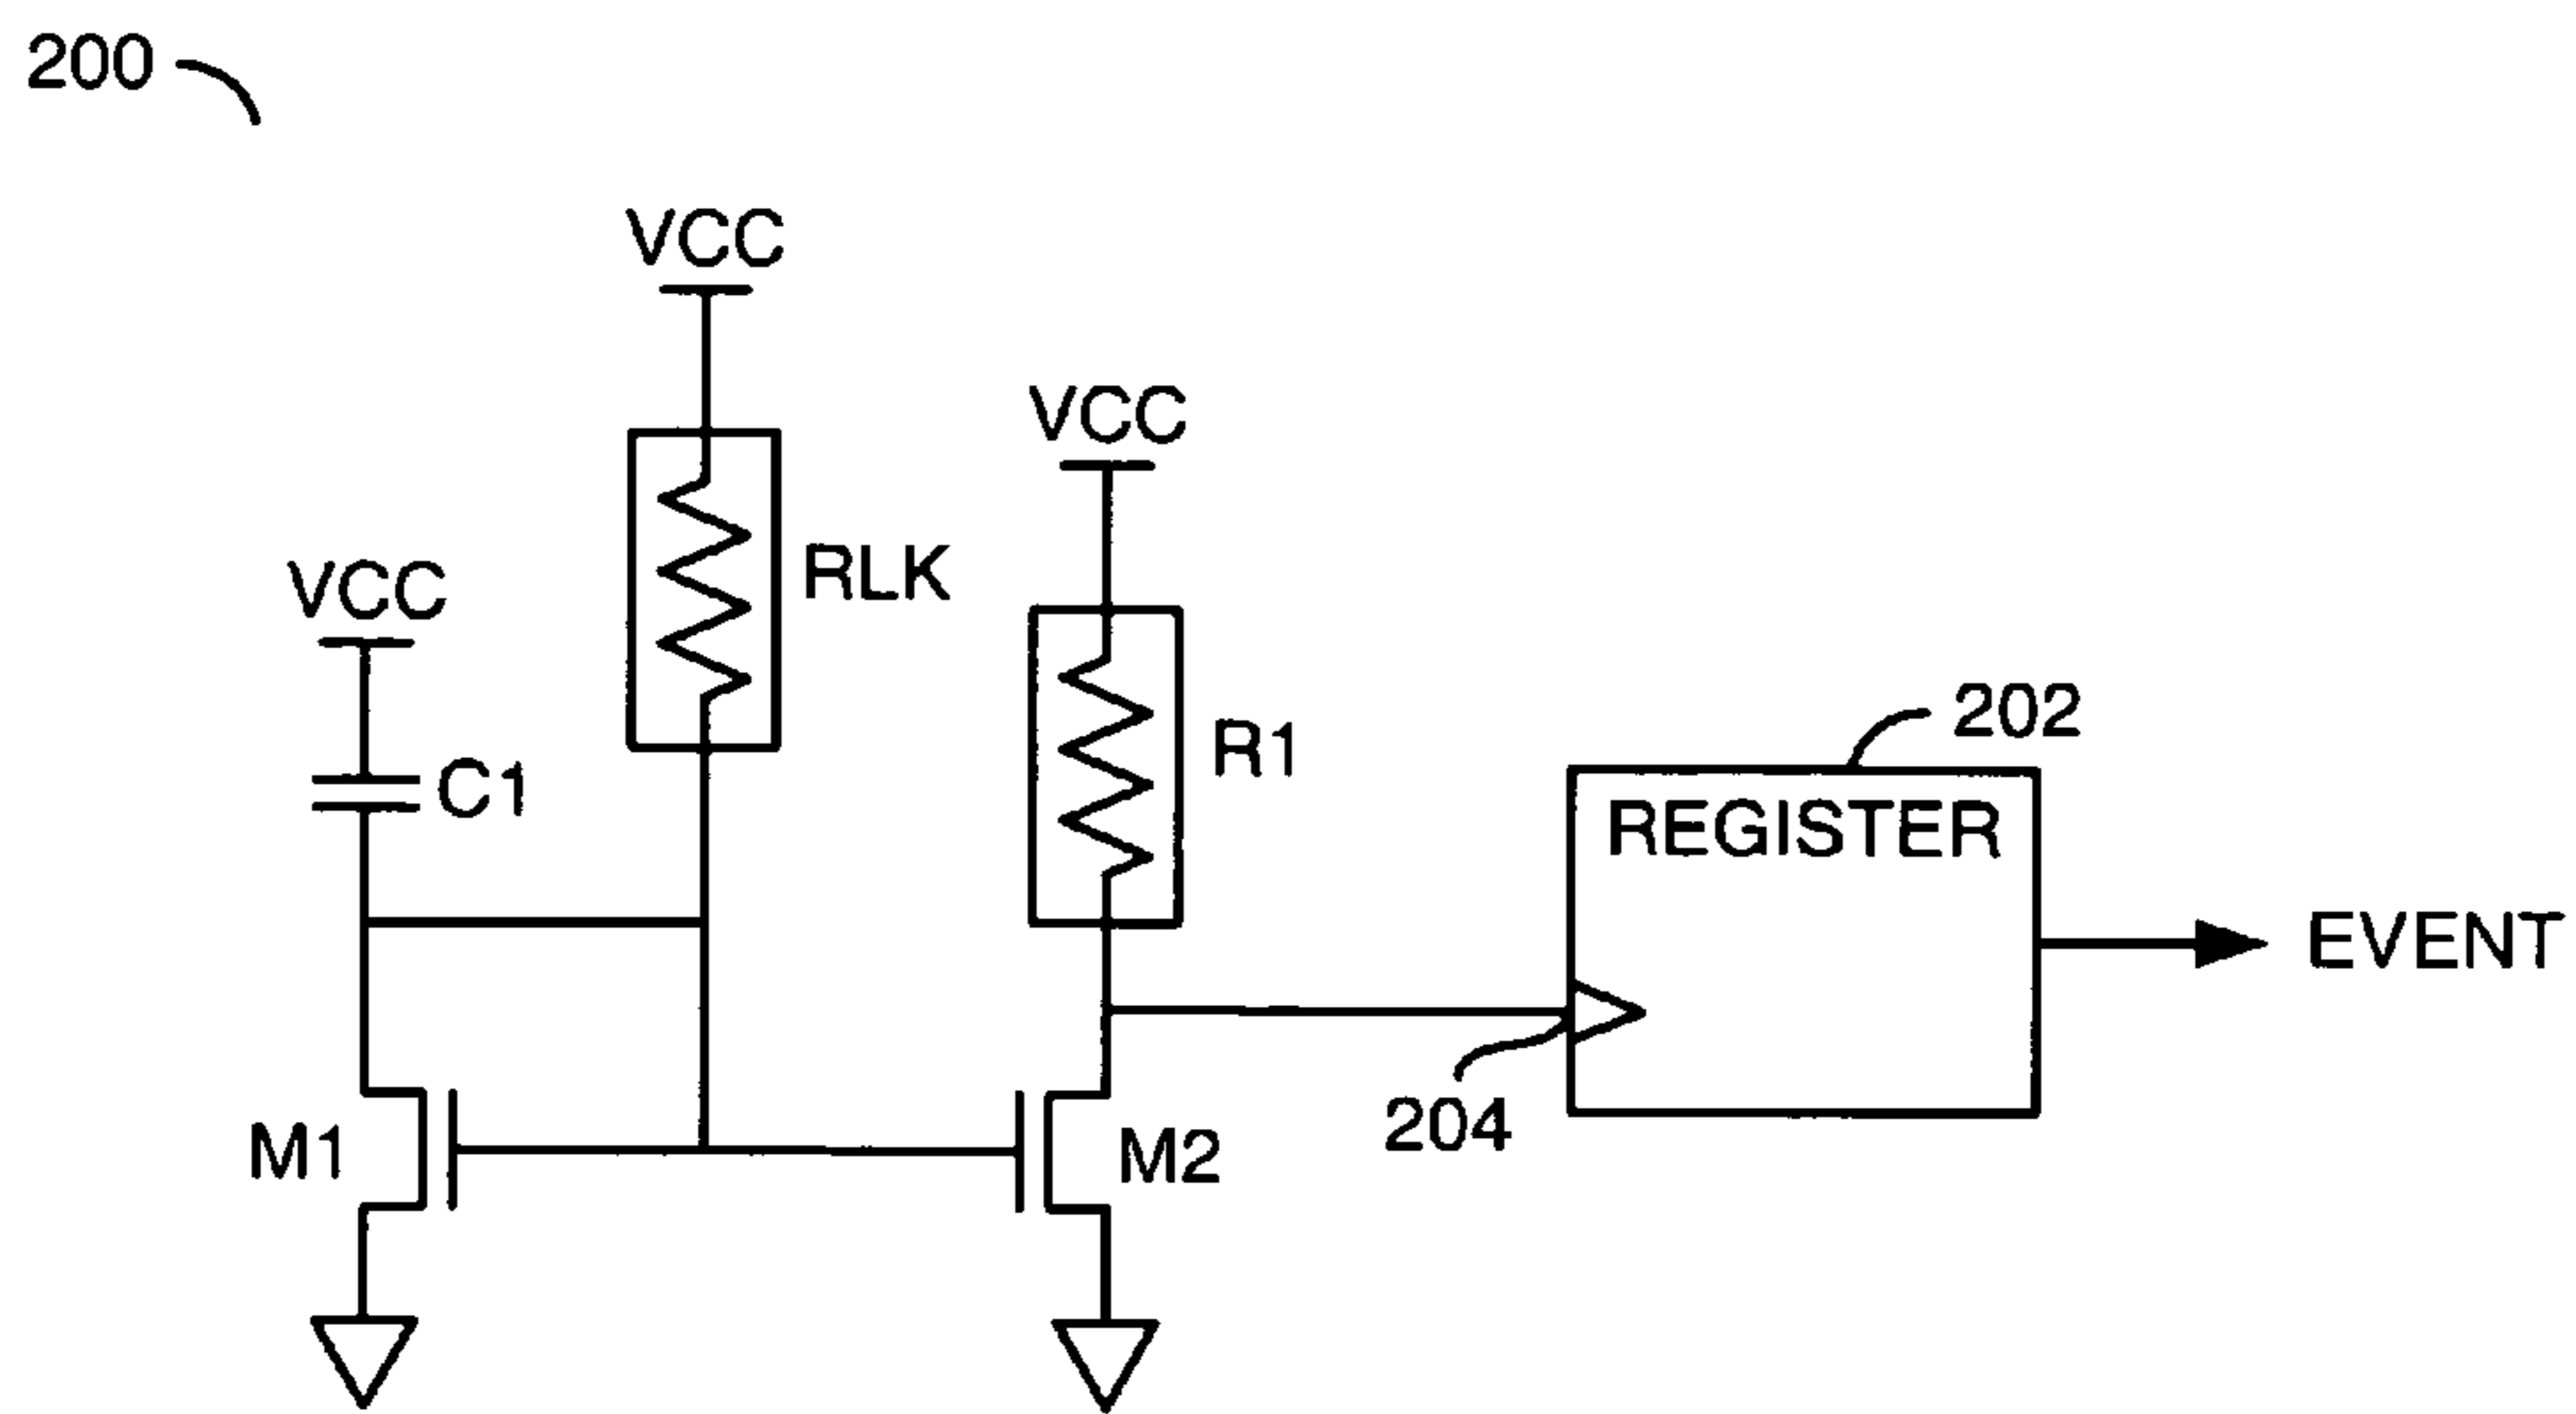 200
VCC
VCC
VCC
RLK
C1
R1
202
REGISTER
EVENT
204
M1
M2